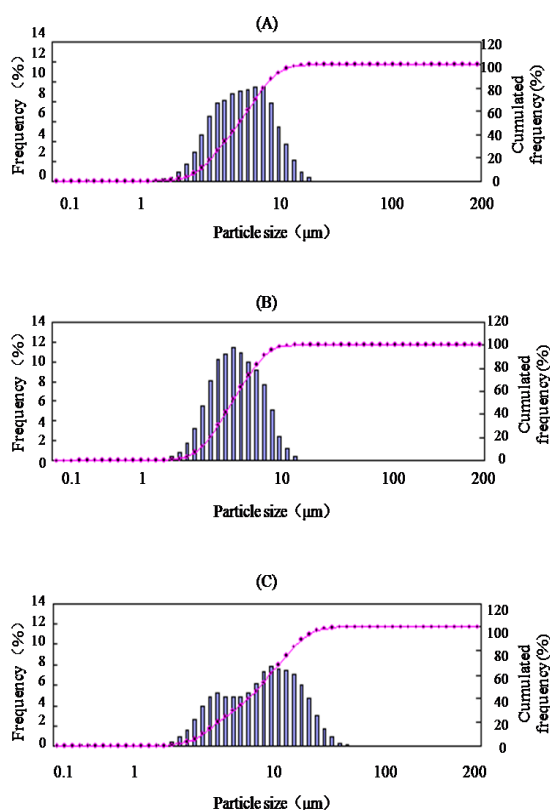 (A)
14
12
10
8
6
4
2
0
Frequency（%）
120
100
80
60
40
20
0
Cumulated
frequency(%)
0.1 1 10 100 200
Particle size（μm）
(B)
14
12
10
8
6
4
2
0
Frequency（%）
120
100
80
60
40
20
0
Cumulated
frequency(%)
0.1 1 10 100 200
Particle size（μm）
(C)
14
12
10
8
6
4
2
0
Frequency（%）
120
100
80
60
40
20
0
Cumulated
frequency(%)
0.1 1 10 100 200
Particle size（μm）